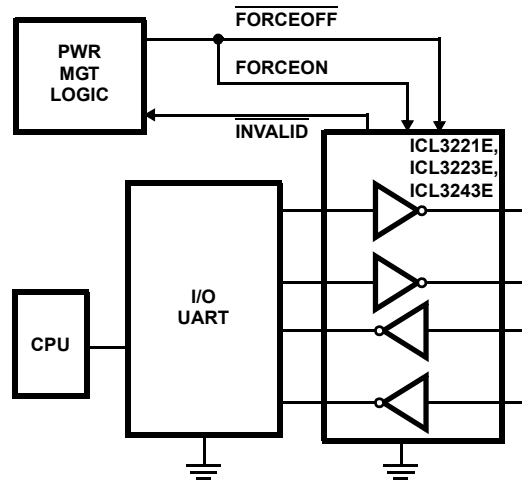 FORCEOFF
PWR
MGT
LOGIC
FORCEON
INVALID
ICL3221E,
ICL3223E,
ICL3243E
I/O
UART
CPU